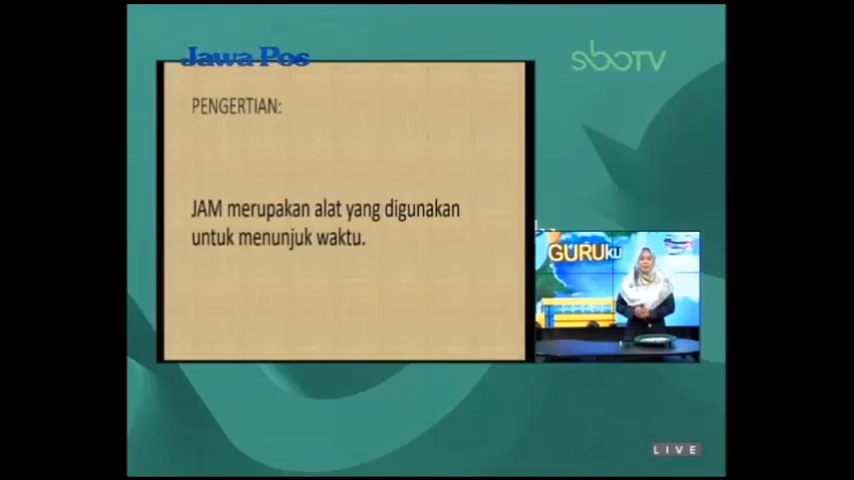 Jawa Pos
sboTV
PENGERTIAN:
JAM merupakan alat yang digunakan
untuk menunjuk waktu.
GURUku
LIVE